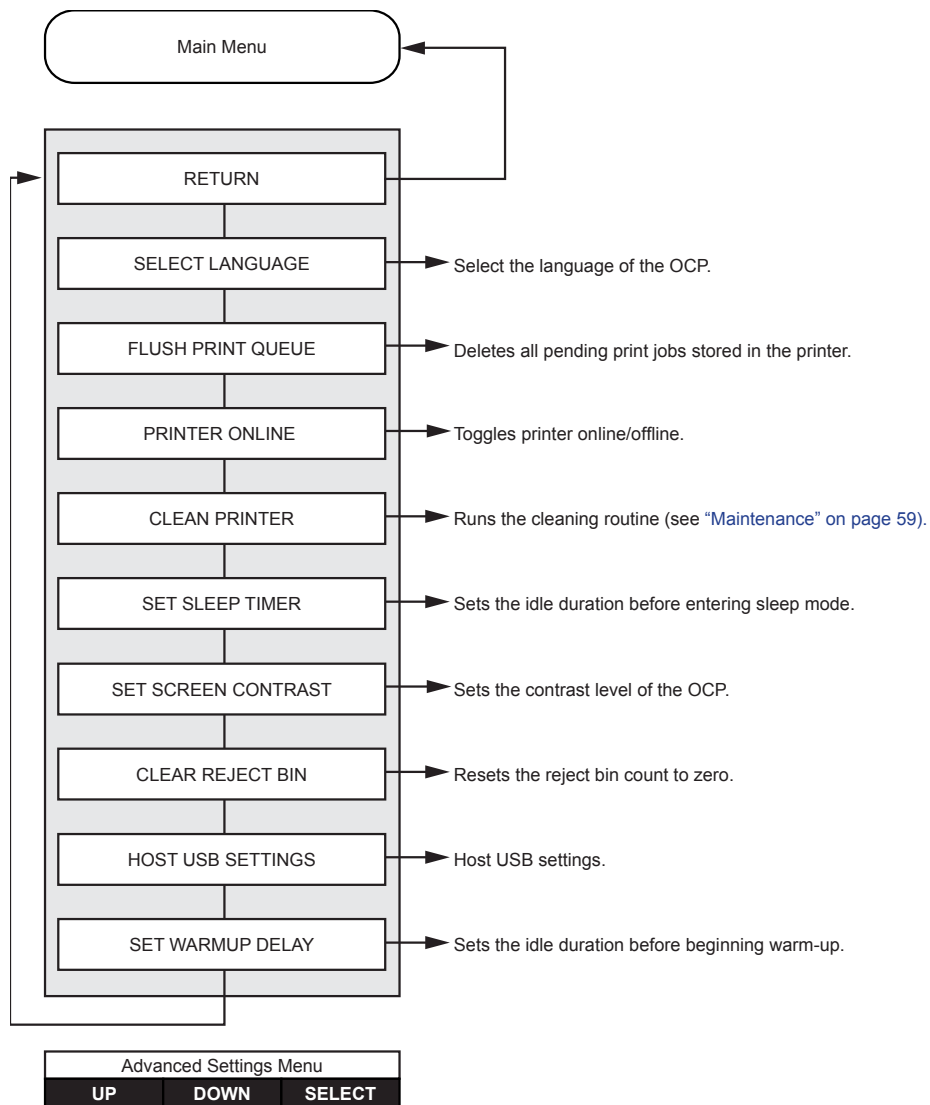 Main Menu
RETURN
SELECT LANGUAGE
Select the language of the OCP.
FLUSH PRINT QUEUE
Deletes all pending print jobs stored in the printer.
PRINTER ONLINE
Toggles printer online/offline.
CLEAN PRINTER
Runs the cleaning routine (see “Maintenance” on page 59).
SET SLEEP TIMER
Sets the idle duration before entering sleep mode.
SET SCREEN CONTRAST
Sets the contrast level of the OCP.
CLEAR REJECT BIN
Resets the reject bin count to zero.
HOST USB SETTINGS
Host USB settings.
SET WARMUP DELAY
Sets the idle duration before beginning warm-up.
Advanced Settings Menu
UP DOWN SELECT